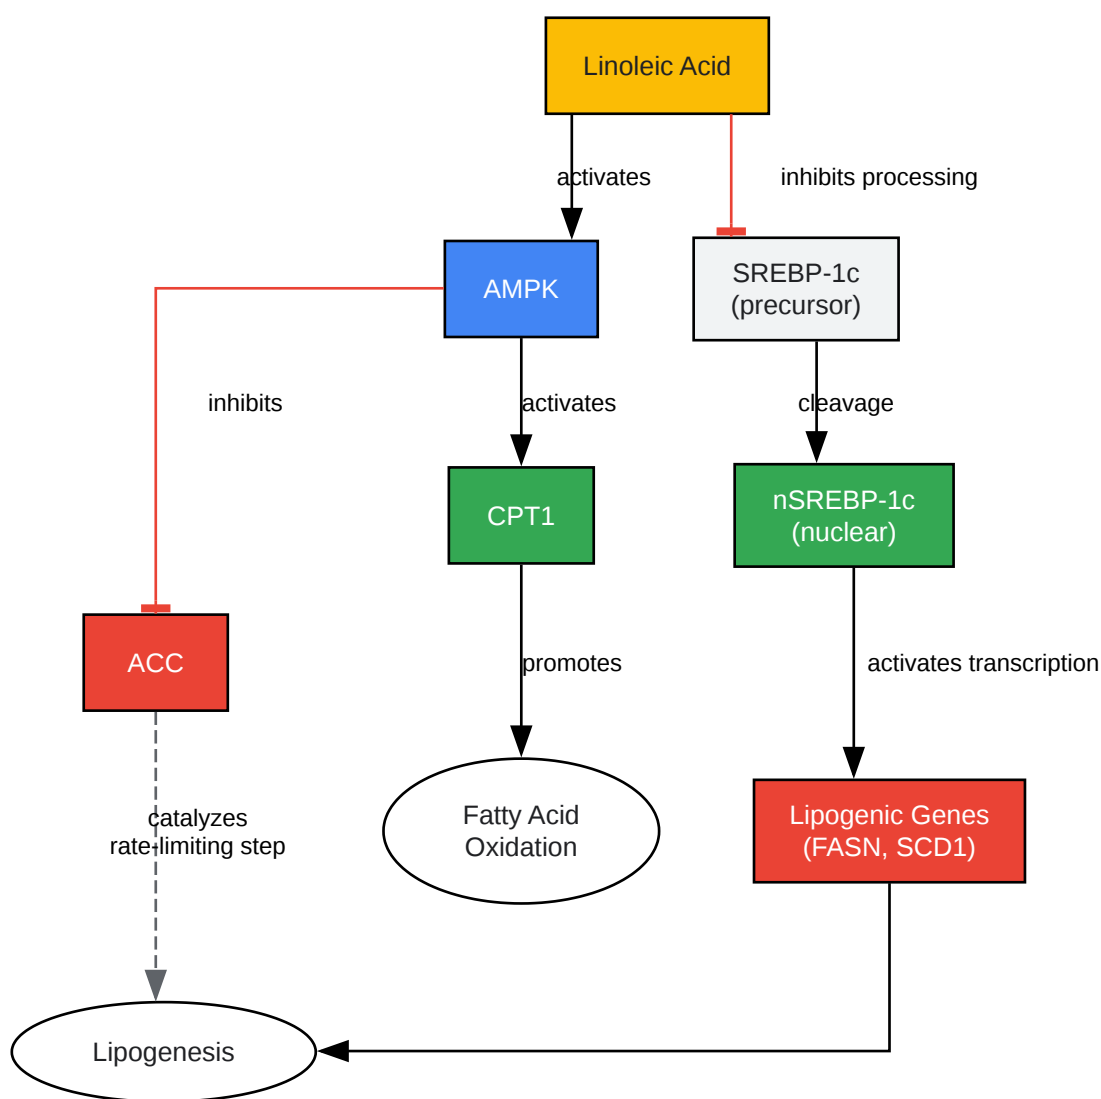 Linoleic Acid
activates
inhibits processing
AMPK
SREBP-1c
(precursor)
inhibits
activates
cleavage
CPT1
nSREBP-1c
(nuclear)
ACC
promotes
activates transcription
catalyzes
rate-limiting step
Fatty Acid
Oxidation
Lipogenic Genes
(FASN, SCD1)
Lipogenesis